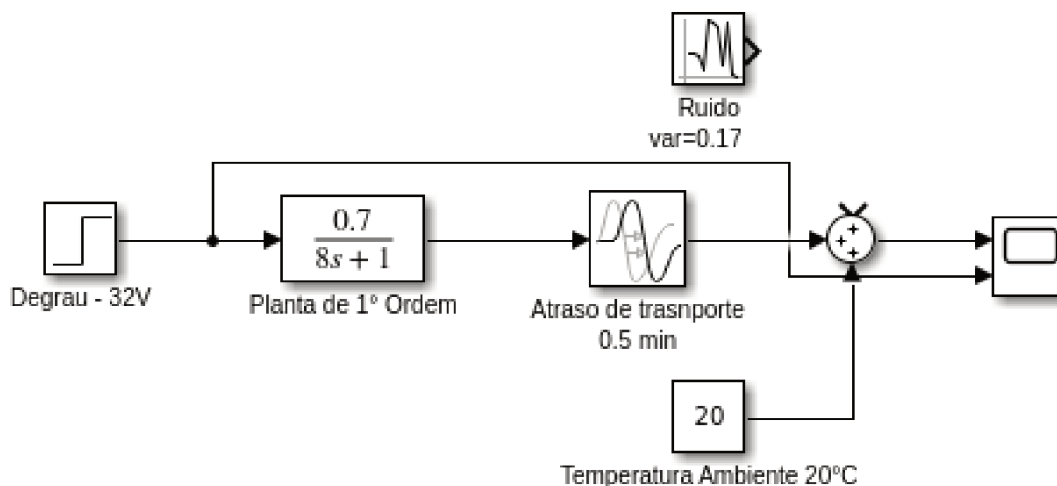 Ruido
var=0.17
0.7
8s + 1
Degrau - 32V
Planta de 1° Ordem
Atraso de trasnporte
0.5 min
20
Temperatura Ambiente 20°C